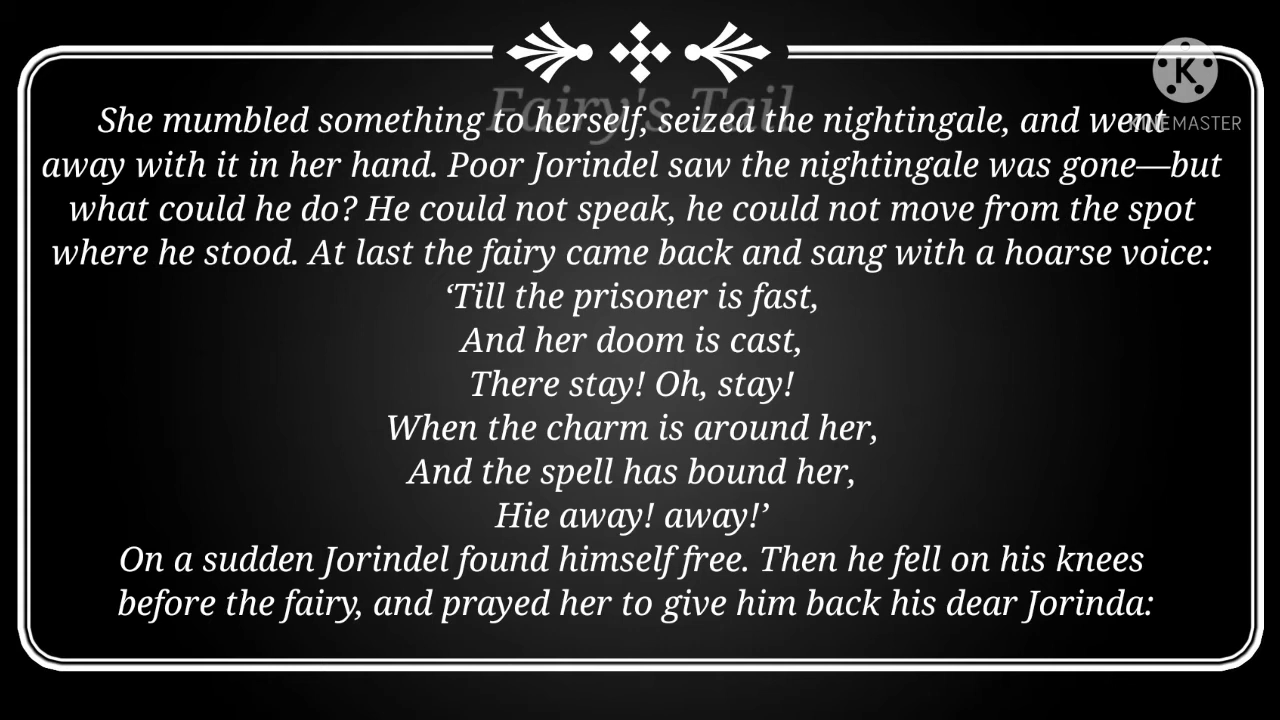 Fairy's Tail
K
KINEMASTER
She mumbled something to herself, seized the nightingale, and went
away with it in her hand. Poor Jorindel saw the nightingale was gone—but
what could he do? He could not speak, he could not move from the spot
where he stood. At last the fairy came back and sang with a hoarse voice:
‘Till the prisoner is fast,
And her doom is cast,
There stay! Oh, stay!
When the charm is around her,
And the spell has bound her,
Hie away! away!’
On a sudden Jorindel found himself free. Then he fell on his knees
before the fairy, and prayed her to give him back his dear Jorinda: